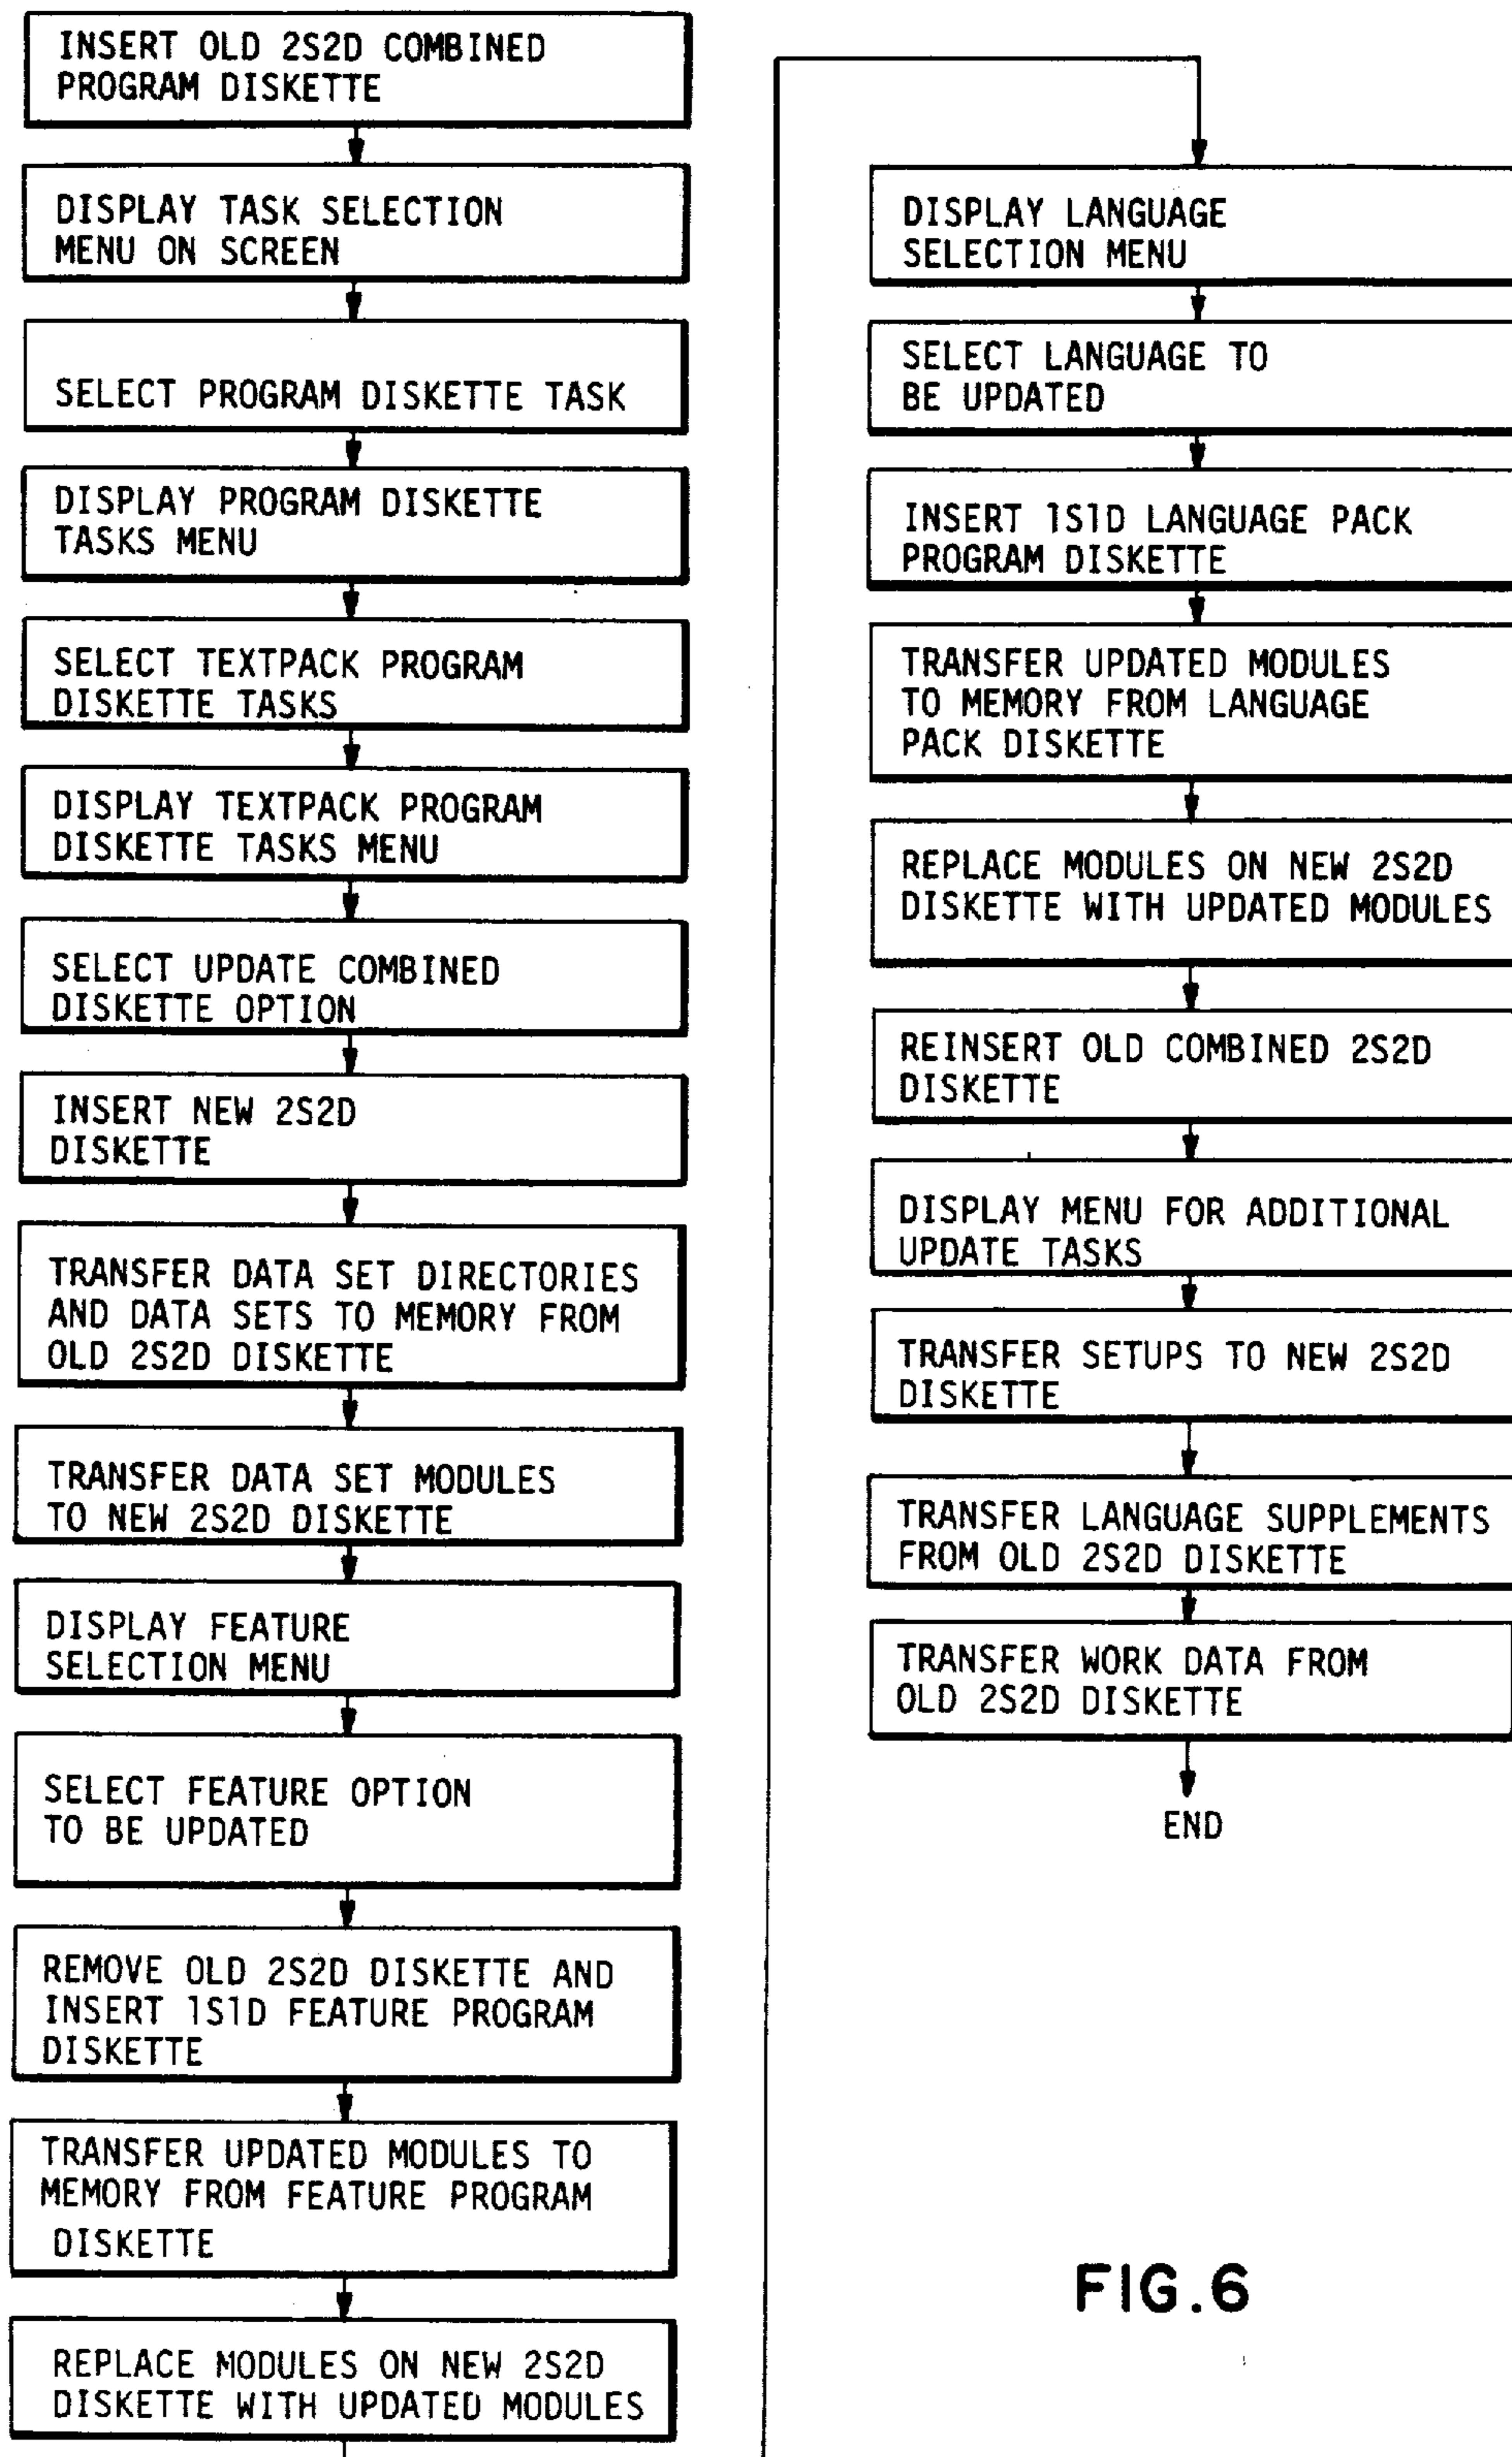 INSERT OLD 2S2D COMBINED
PROGRAM DISKETTE
DISPLAY TASK SELECTION
MENU ON SCREEN
SELECT PROGRAM DISKETTE TASK
DISPLAY PROGRAM DISKETTE
TASKS MENU
SELECT TEXTPACK PROGRAM
DISKETTE TASKS
DISPLAY TEXTPACK PROGRAM
DISKETTE TASKS MENU
SELECT UPDATE COMBINED
DISKETTE OPTION
INSERT NEW 2S2D
DISKETTE
TRANSFER DATA SET DIRECTORIES
AND DATA SETS TO MEMORY FROM
OLD 2S2D DISKETTE
TRANSFER DATA SET MODULES
TO NEW 2S2D DISKETTE
DISPLAY FEATURE
SELECTION MENU
SELECT FEATURE OPTION
TO BE UPDATED
REMOVE OLD 2S2D DISKETTE AND
INSERT 1S1D FEATURE PROGRAM
DISKETTE
TRANSFER UPDATED MODULES TO
MEMORY FROM FEATURE PROGRAM
DISKETTE
REPLACE MODULES ON NEW 2S2D
DISKETTE WITH UPDATED MODULES
DISPLAY LANGUAGE
SELECTION MENU
SELECT LANGUAGE TO
BE UPDATED
INSERT 1S1D LANGUAGE PACK
PROGRAM DISKETTE
TRANSFER UPDATED MODULES
TO MEMORY FROM LANGUAGE
PACK DISKETTE
REPLACE MODULES ON NEW 2S2D
DISKETTE WITH UPDATED MODULES
REINSERT OLD COMBINED 2S2D
DISKETTE
DISPLAY MENU FOR ADDITIONAL
UPDATE TASKS
TRANSFER SETUPS TO NEW 2S2D
DISKETTE
TRANSFER LANGUAGE SUPPLEMENTS
FROM OLD 2S2D DISKETTE
TRANSFER WORK DATA FROM
OLD 2S2D DISKETTE
END
FIG.6